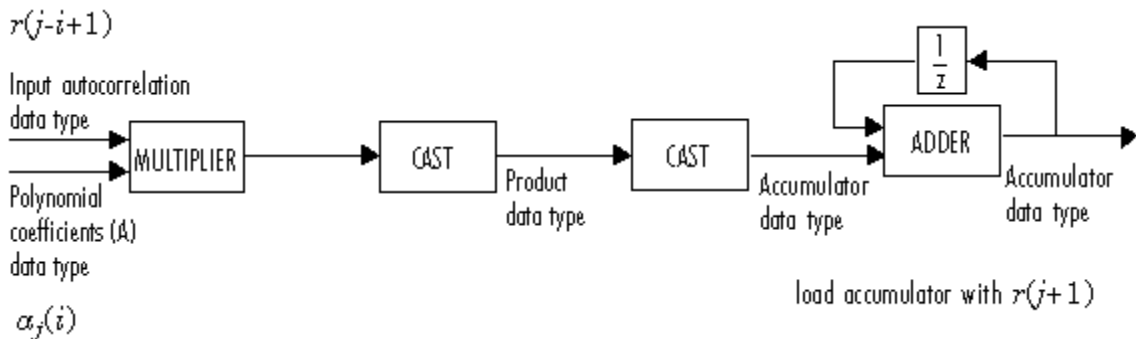 r(j-i+1)
Input autocorrelation
data type
MULTIPLIER
Polynomial
coefficients (A)
data type
α_j(i)
CAST
Product
data type
CAST
Accumulator
data type
1
z
ADDER
Accumulator
data type
load accumulator with r(j+1)